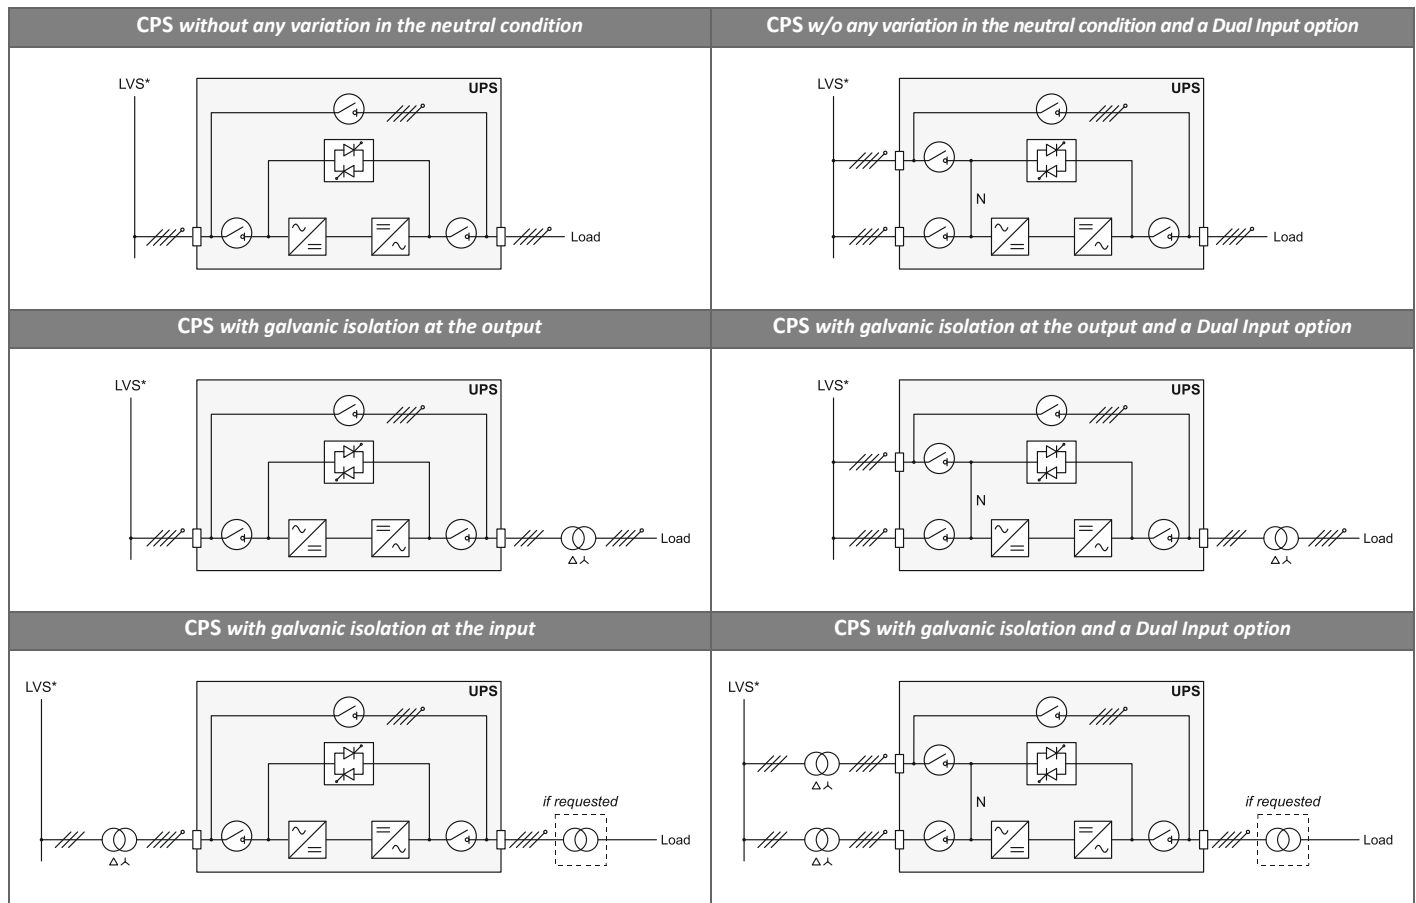 CPS without any variation in the neutral condition
CPS w/o any variation in the neutral condition and a Dual Input option
LVS*
UPS
Load
LVS*
UPS
N
Load
CPS with galvanic isolation at the output
CPS with galvanic isolation at the output and a Dual Input option
LVS*
UPS
Load
LVS*
UPS
N
Load
CPS with galvanic isolation at the input
CPS with galvanic isolation and a Dual Input option
LVS*
UPS
if requested
Load
LVS*
UPS
N
if requested
Load